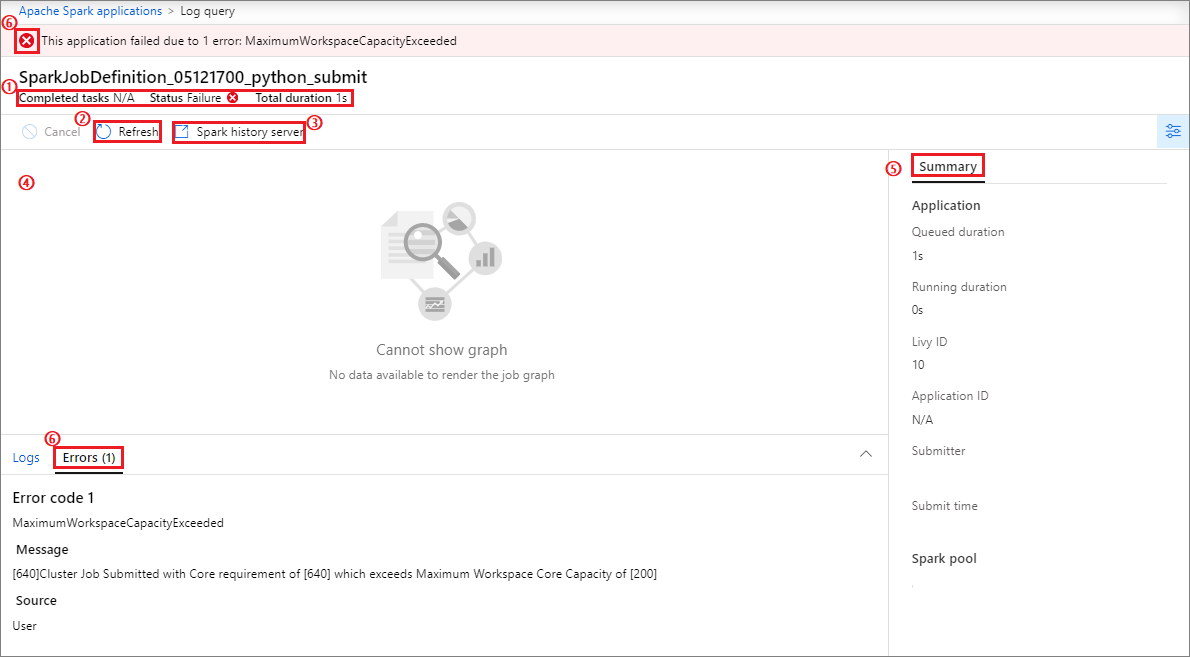 Apache Spark applications > Log query
⑥
This application failed due to 1 error: MaximumWorkspaceCapacityExceeded
SparkJobDefinition_05121700_python_submit
① Completed tasks N/A Status Failure Total duration 1s
② ③
Cancel Refresh Spark history server
④
⑤ Summary
Application
Queued duration
1s
Running duration
0s
Livy ID
10
Application ID
N/A
Submitter
Submit time
Spark pool
Cannot show graph
No data available to render the job graph
⑥
Logs Errors (1)
Error code 1
MaximumWorkspaceCapacityExceeded
Message
[640]Cluster Job Submitted with Core requirement of [640] which exceeds Maximum Workspace Core Capacity of [200]
Source
User